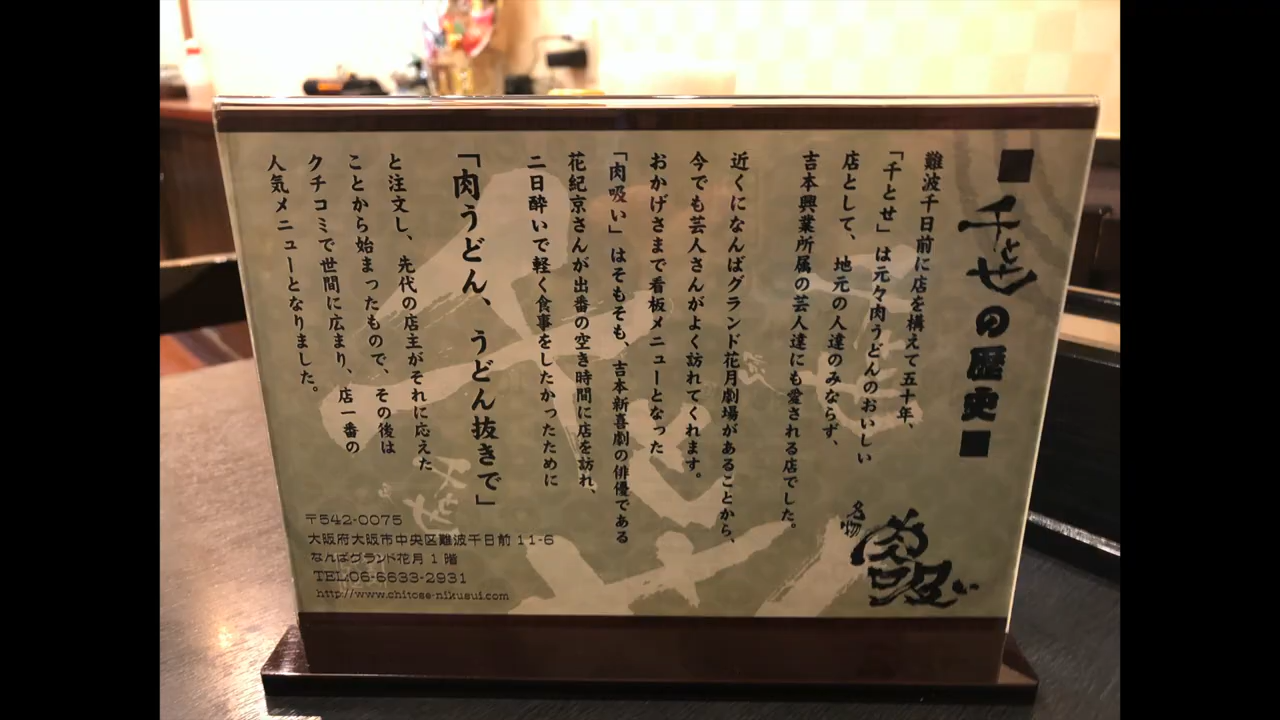 ■千とせの歴史■
難波千日前に店を構えて五十年、
「千とせ」は元々肉うどんのおいしい
店として、地元の人達のみならず、
吉本興業所属の芸人達にも愛される店でした。
近くになんばグランド花月劇場があることから、
今でも芸人さんがよく訪れてくれます。
おかげさまで看板メニューとなった
「肉吸い」はそもそも、吉本新喜劇の俳優である
花紀京さんが出番の空き時間に店を訪れ、
二日酔いで軽く食事をしたかったために
「肉うどん、うどん抜きで」
と注文し、先代の店主がそれに応えた
ことから始まったもので、その後は
クチコミで世間に広まり、店一番の
人気メニューとなりました。
名物
肉吸い
〒542-0075
大阪府大阪市中央区難波千日前 11-6
なんばグランド花月 1 階
TEL:06-6633-2931
http://www.chitose-nikusui.com
千とせ
千とせ